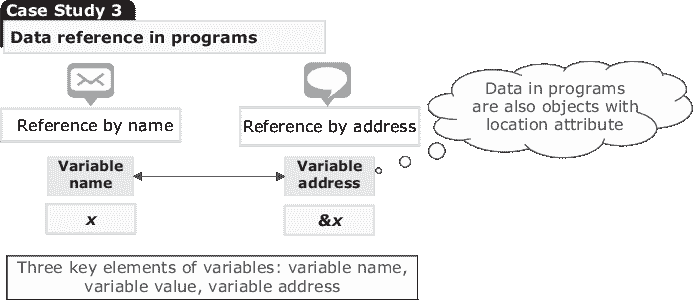 Case Study 3
Data reference in programs
Reference by name
Reference by address
Data in programs
are also objects with
location attribute
Variable
name
Variable
address
x
&x
Three key elements of variables: variable name,
variable value, variable address